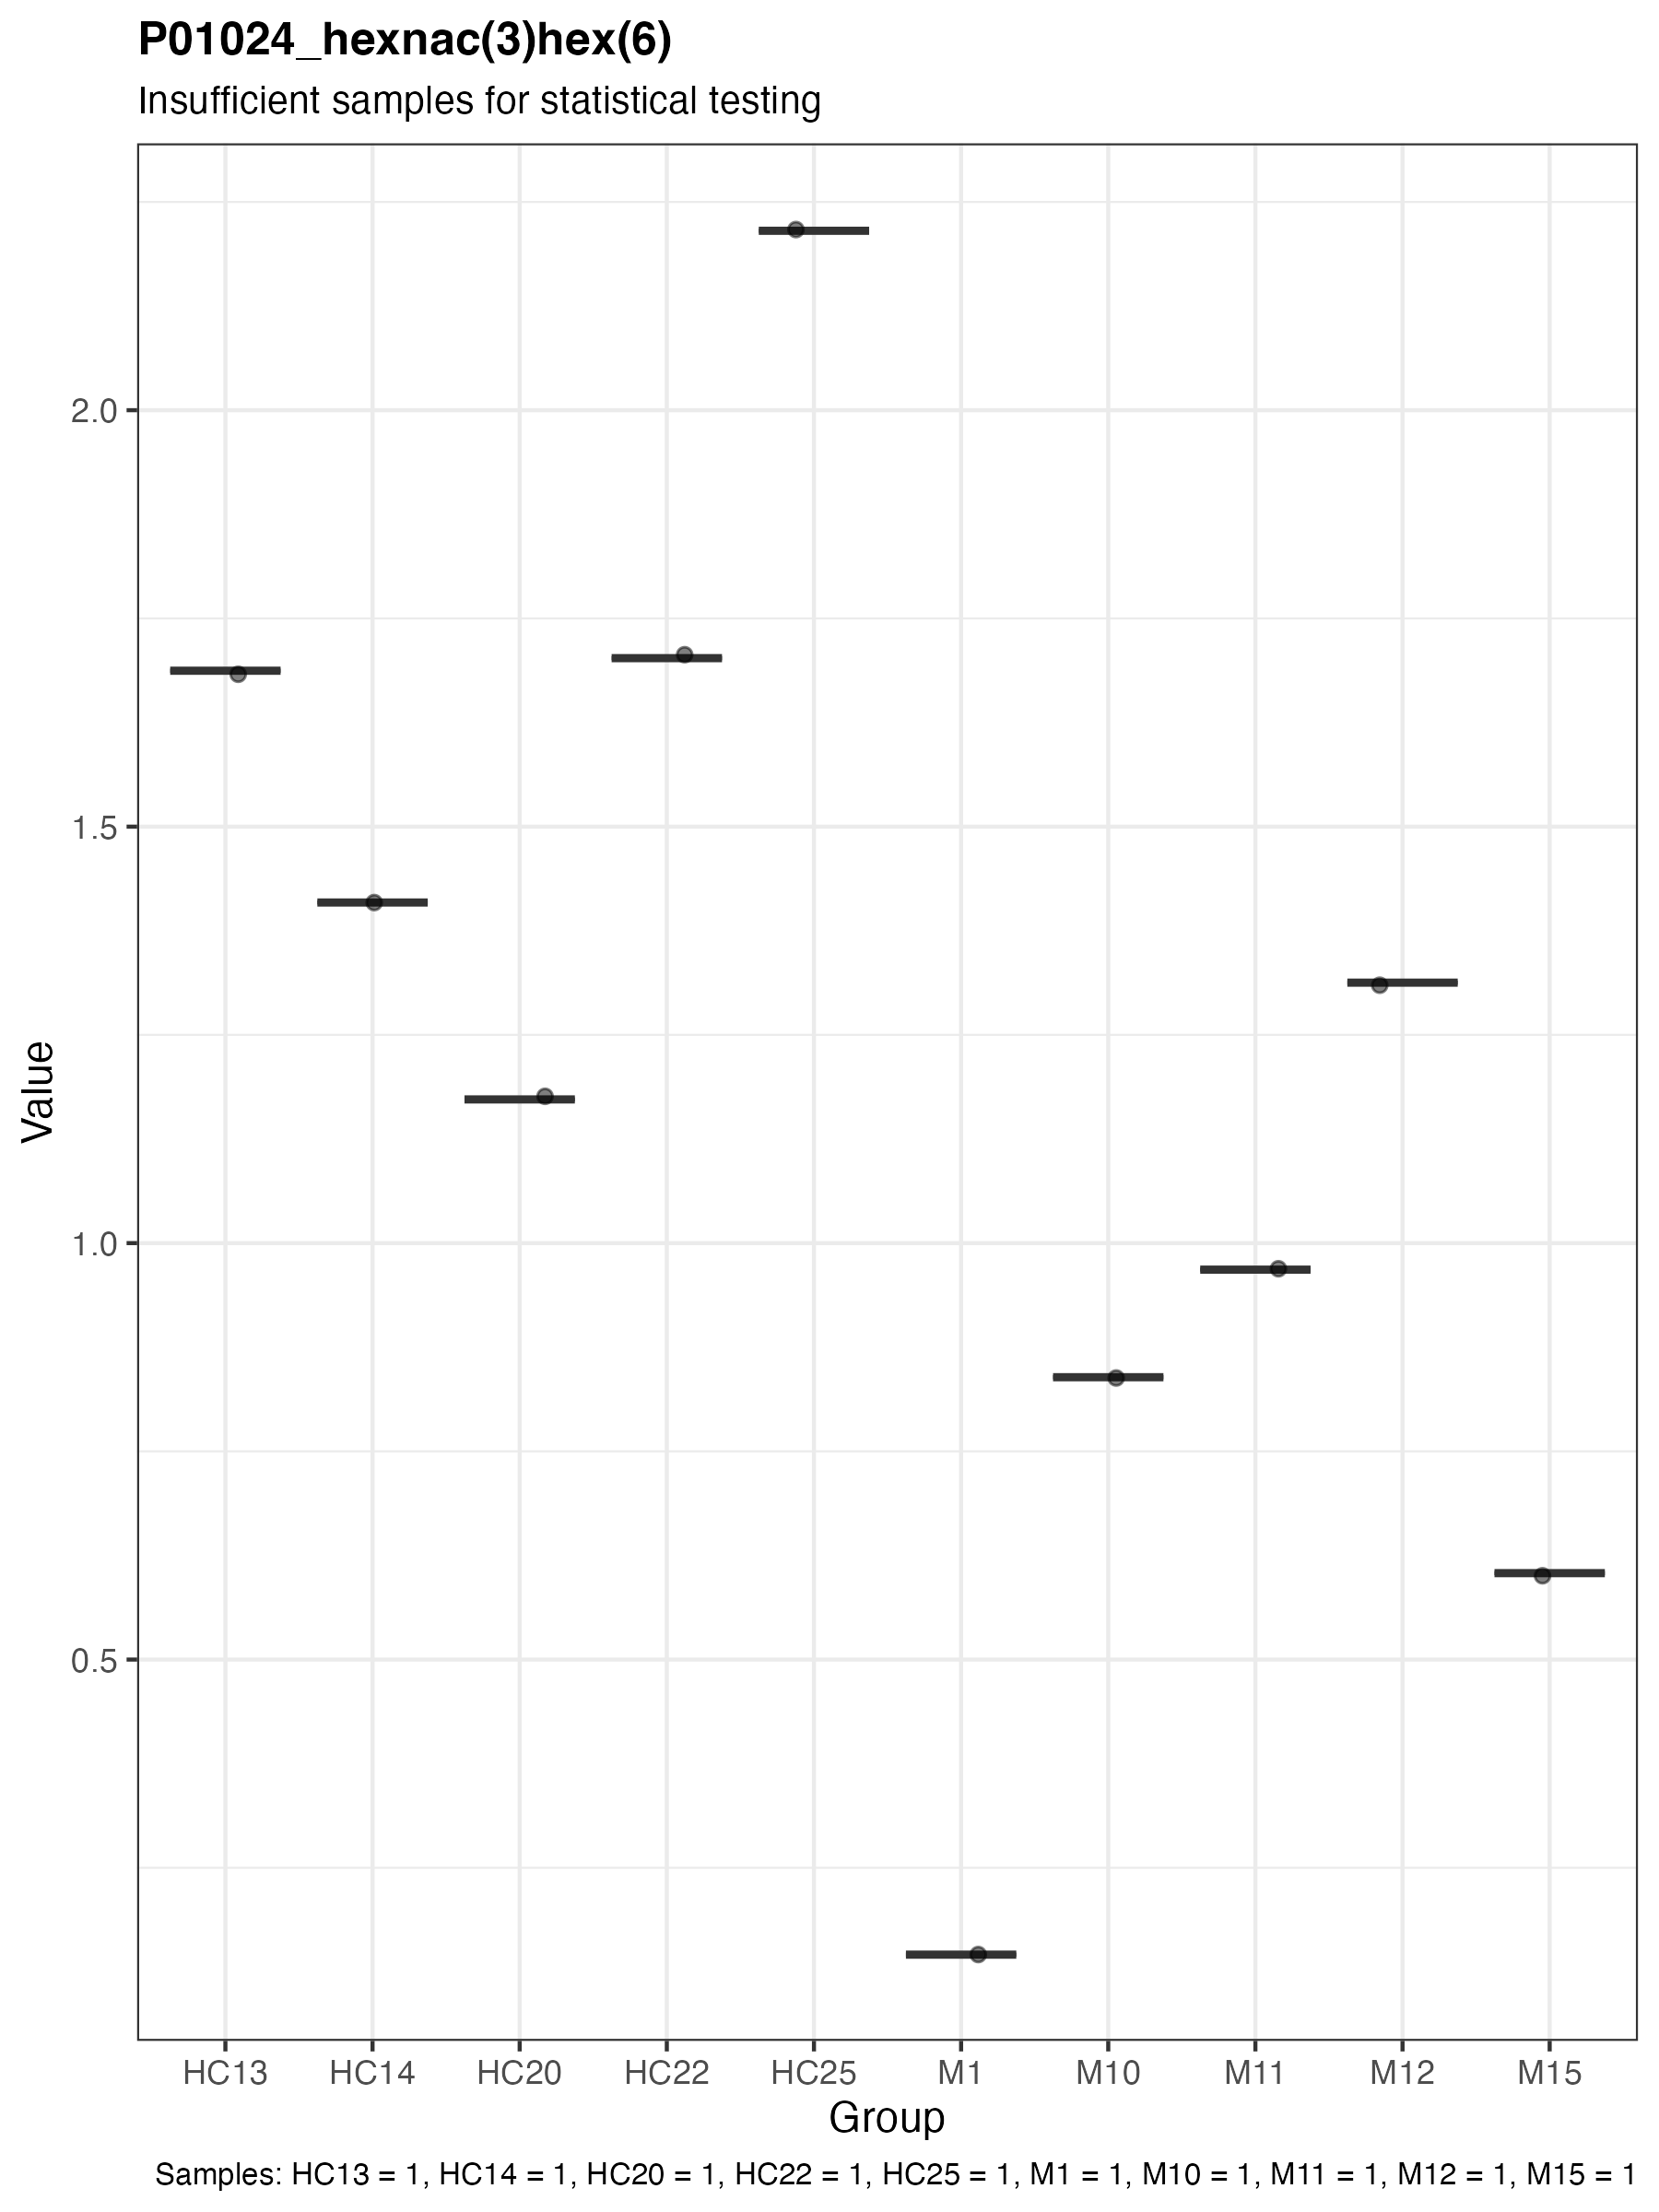 P01024_hexnac(3)hex(6)
Insufficient samples for statistical testing
2.0
1.5
1.0
0.5
Value
HC13 HC14 HC20 HC22 HC25 M1 M10 M11 M12 M15
Group
Samples: HC13 = 1, HC14 = 1, HC20 = 1, HC22 = 1, HC25 = 1, M1 = 1, M10 = 1, M11 = 1, M12 = 1, M15 = 1